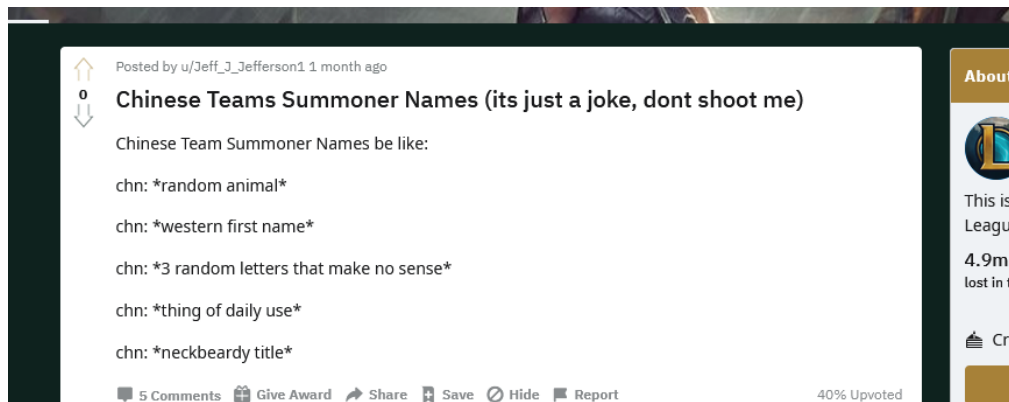 Posted by u/Jeff_J_Jefferson1 1 month ago
0
Chinese Teams Summoner Names (its just a joke, dont shoot me)
Chinese Team Summoner Names be like:
chn: *random animal*
chn: *western first name*
chn: *3 random letters that make no sense*
chn: *thing of daily use*
chn: *neckbeardy title*
5 Comments Give Award Share Save Hide Report 40% Upvoted
About
This is
Leagu
4.9m
lost in t
Cr